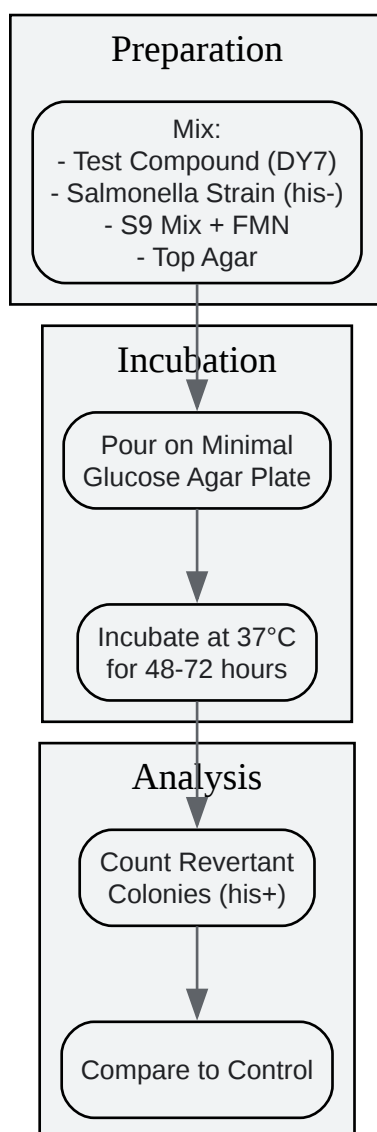 Preparation
Mix:
- Test Compound (DY7)
- Salmonella Strain (his-)
- S9 Mix + FMN
- Top Agar
Incubation
Pour on Minimal
Glucose Agar Plate
Incubate at 37°C
for 48-72 hours
Analysis
Count Revertant
Colonies (his+)
Compare to Control